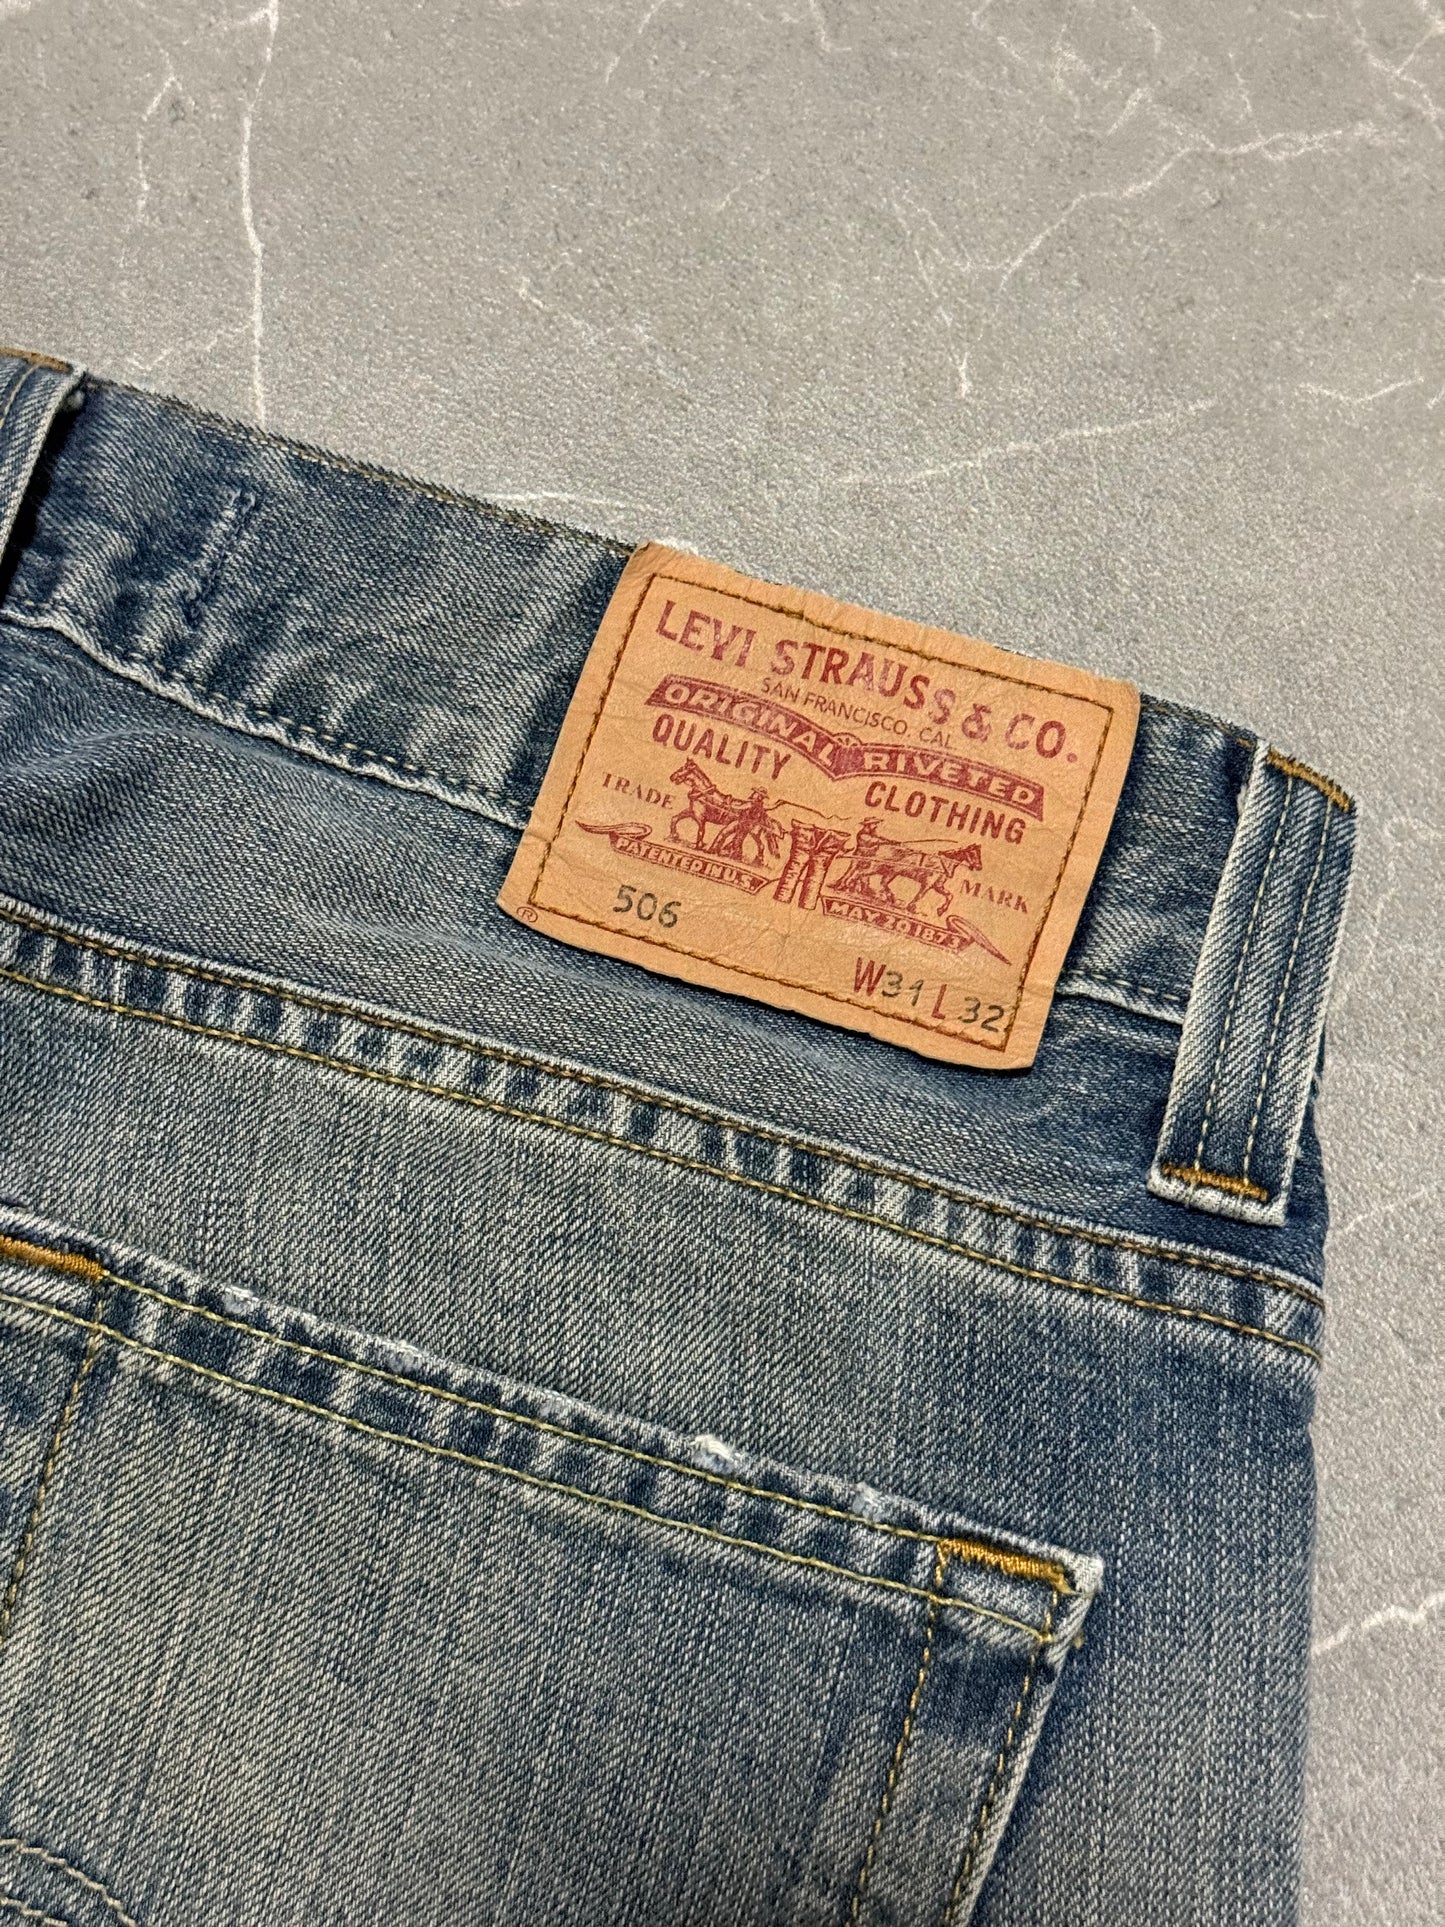 LEVI STRAUSS & CO.
SAN FRANCISCO, CAL.
ORIGINAL RIVETED
QUALITY CLOTHING
TRADE MARK
PATENTED IN U.S. MAY 20 1873
506
®
W31 L 32